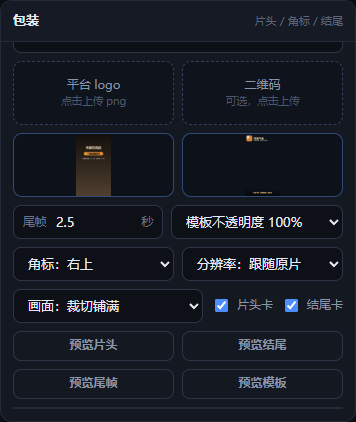 包装 片头 / 角标 / 结尾
平台 logo 二维码
点击上传 png 可选，点击上传
尾帧 2.5 秒 模板不透明度 100%
角标：右上 分辨率：跟随原片
画面：裁切铺满 片头卡 结尾卡
预览片头 预览结尾
预览尾帧 预览模板